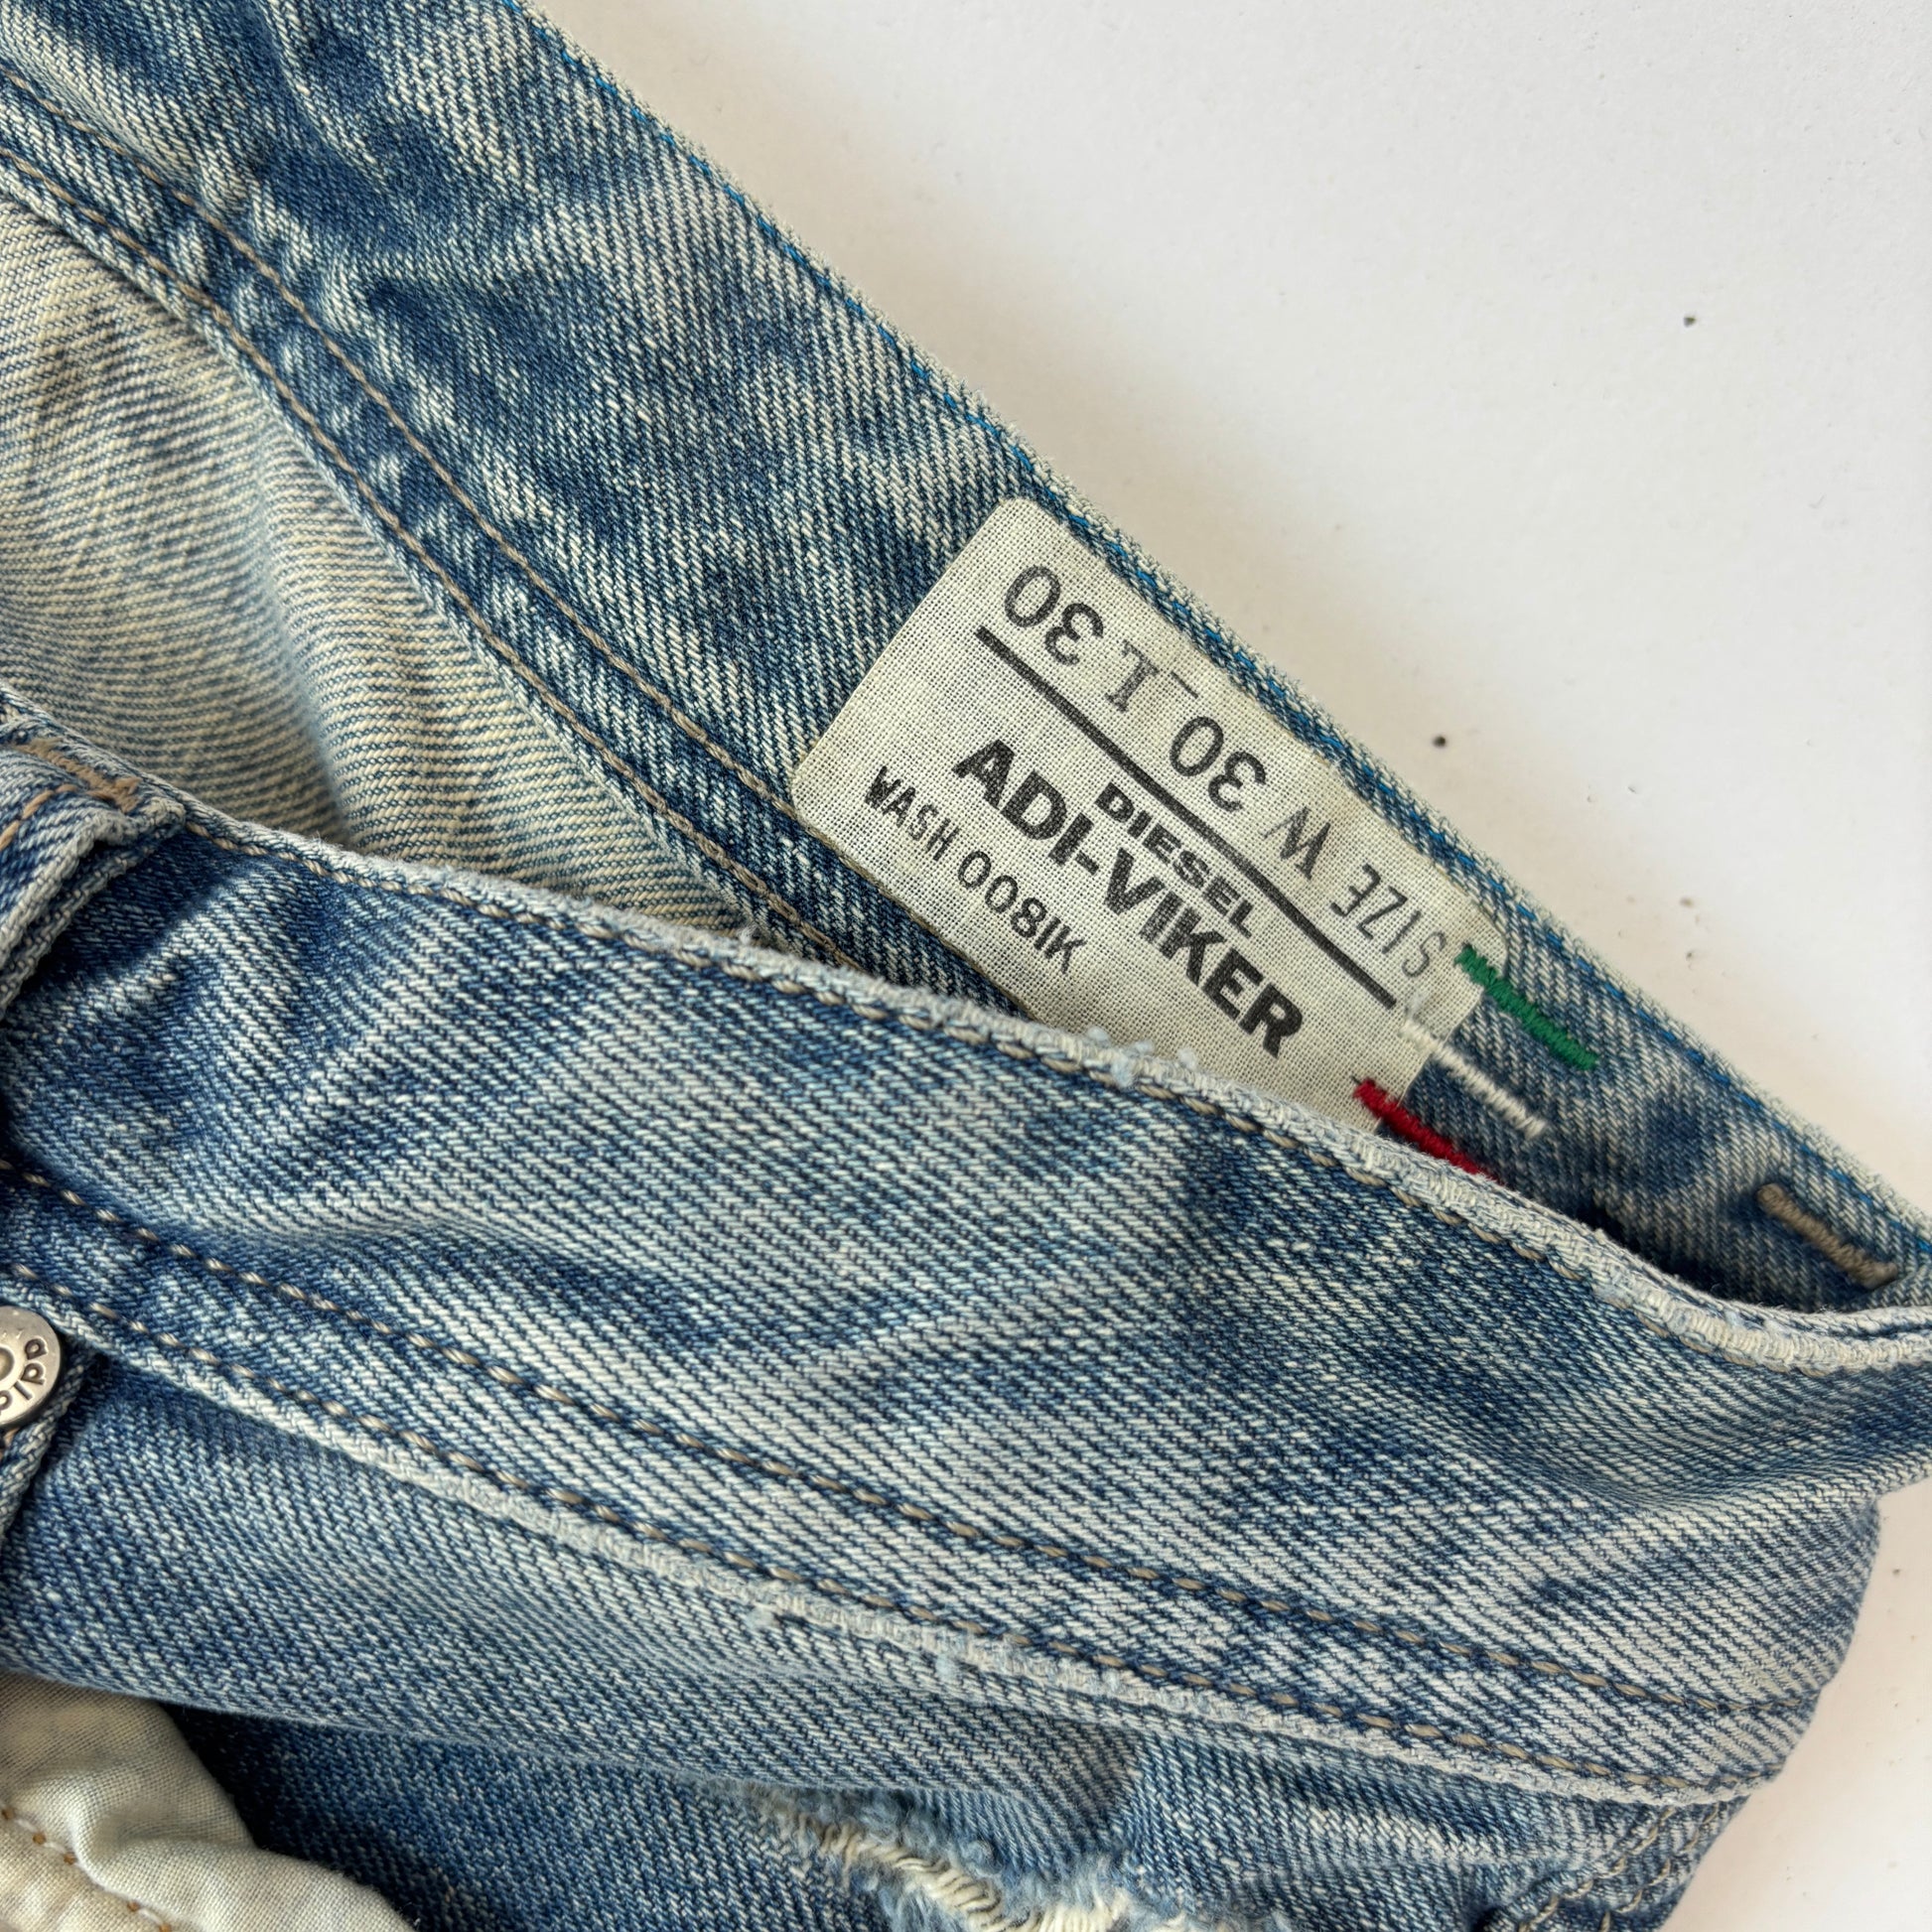 SIZE W 30 L 30
DIESEL
ADI-VIKER
WASH 008IK